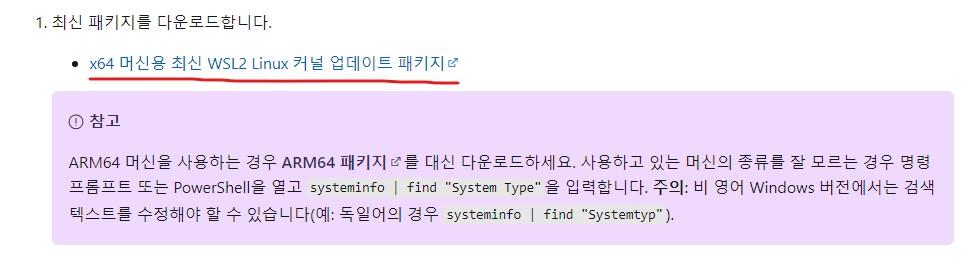 1. 최신 패키지를 다운로드합니다.
• x64 머신용 최신 WSL2 Linux 커널 업데이트 패키지
참고
ARM64 머신을 사용하는 경우 ARM64 패키지를 대신 다운로드하세요. 사용하고 있는 머신의 종류를 잘 모르는 경우 명령
프롬프트 또는 PowerShell을 열고 systeminfo | find "System Type"을 입력합니다. 주의: 비 영어 Windows 버전에서는 검색
텍스트를 수정해야 할 수 있습니다(예: 독일어의 경우 systeminfo | find "Systemtyp").